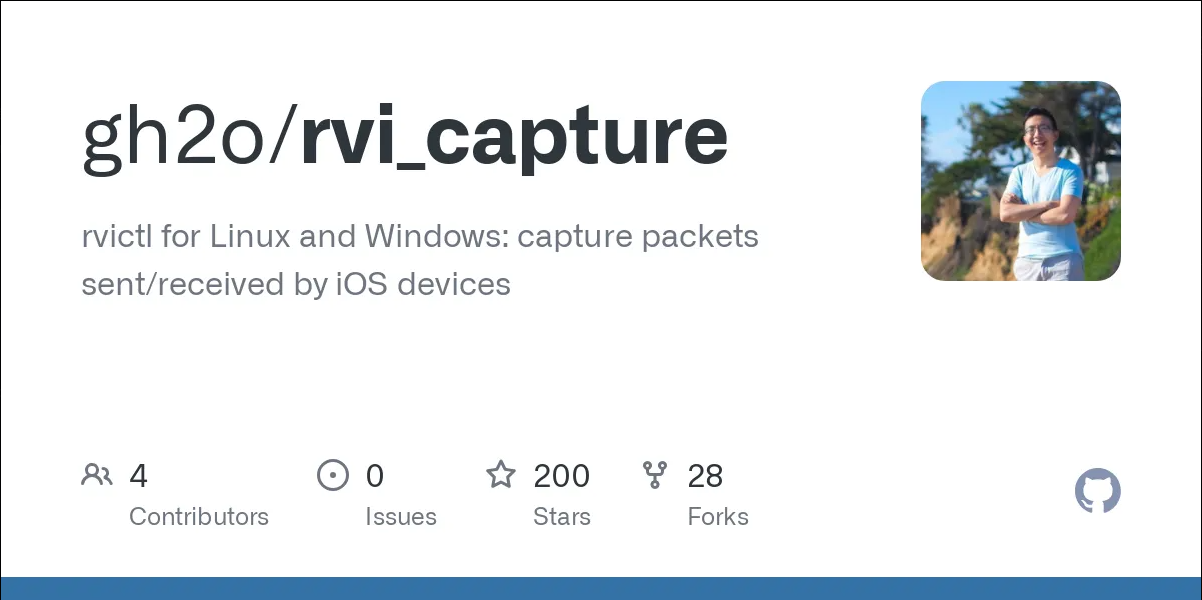 gh2o/rvi_capture
rvictl for Linux and Windows: capture packets
sent/received by iOS devices
4
Contributors
0
Issues
200
Stars
28
Forks